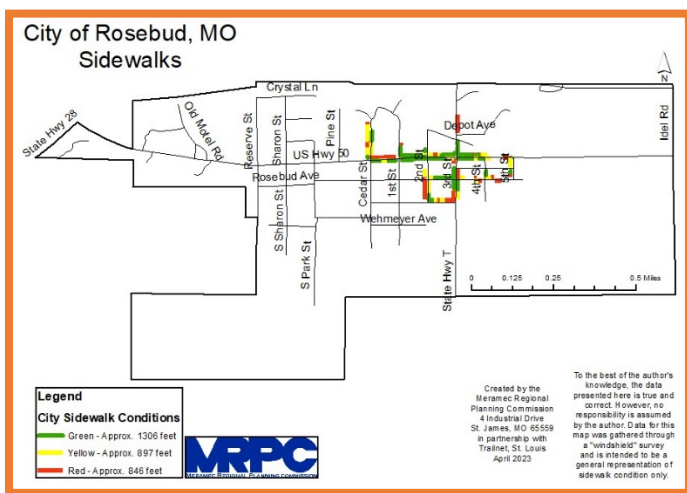 City of Rosebud, MO
Sidewalks
N
Crystal Ln
State Hwy 28
Old Motel Rd
Reserve St
Sharon St
Pine St
Depot Ave
Idel Rd
US Hwy 50
Rosebud Ave
Cedar St
1st St
2nd St
3rd St
4th St
5th St
S Sharon St
S Park St
Wehmeyer Ave
State Hwy T
0 0.125 0.25 0.5 Miles
Legend
City Sidewalk Conditions
Green - Approx. 1306 feet
Yellow - Approx. 897 feet
Red - Approx. 846 feet
MRPC
MERAMEC REGIONAL PLANNING COMMISSION
Created by the
Meramec Regional
Planning Commission
4 Industrial Drive
St. James, MO 65559
in partnership with
Trailnet, St. Louis
April 2023
To the best of the author's
knowledge, the data
presented here is true and
correct. However, no
responsibility is assumed
by the author. Data for this
map was gathered through
a "windshield" survey
and is intended to be a
general representation of
sidewalk condition only.